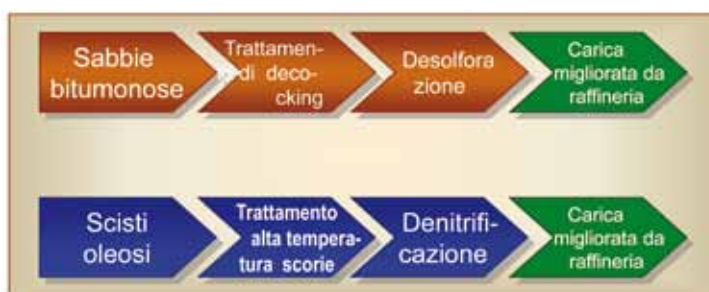 Sabbie
bitumonose
Trattamen-
di deco-
cking
Desolfora
zione
Carica
migliorata da
raffineria
Scisti
oleosi
Trattamento
alta tempera-
tura scorie
Denitrifi-
cazione
Carica
migliorata da
raffineria